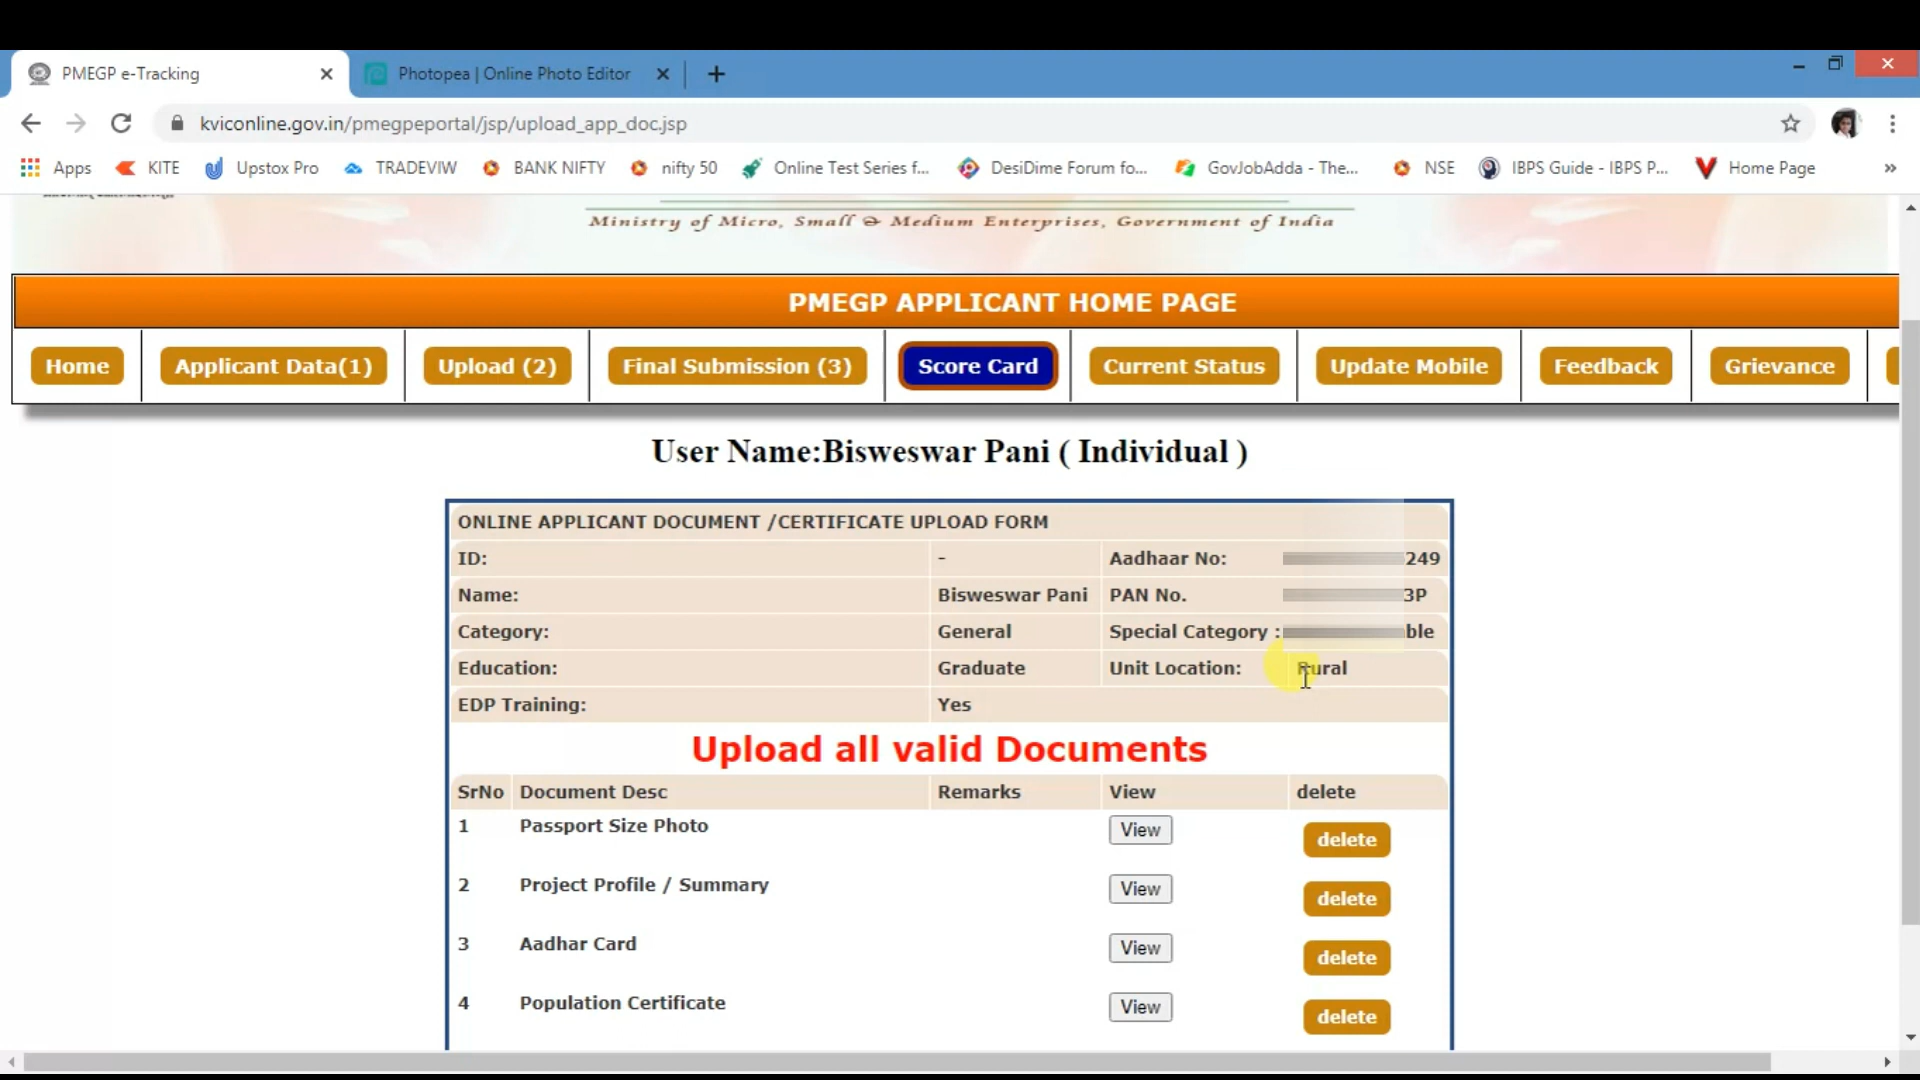 PMEGP e-Tracking
Photopea | Online Photo Editor
kviconline.gov.in/pmegpeportal/jsp/upload_app_doc.jsp
Apps KITE Upstox Pro TRADEVIW BANK NIFTY nifty 50 Online Test Series f... DesiDime Forum fo... GovJobAdda - The... NSE IBPS Guide - IBPS P... Home Page »
Ministry of Micro, Small & Medium Enterprises, Government of India
PMEGP APPLICANT HOME PAGE
Home Applicant Data(1) Upload (2) Final Submission (3) Score Card Current Status Update Mobile Feedback Grievance
User Name:Bisweswar Pani ( Individual )
ONLINE APPLICANT DOCUMENT /CERTIFICATE UPLOAD FORM
ID: - Aadhaar No: 249
Name: Bisweswar Pani PAN No. 3P
Category: General Special Category : ble
Education: Graduate Unit Location: Rural
EDP Training: Yes
Upload all valid Documents
SrNo Document Desc Remarks View delete
1 Passport Size Photo View delete
2 Project Profile / Summary View delete
3 Aadhar Card View delete
4 Population Certificate View delete